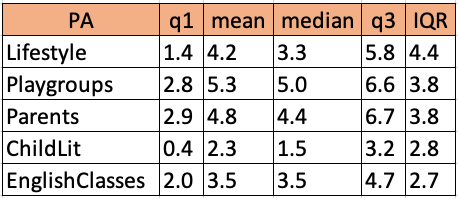 PA q1 mean median q3 IQR
Lifestyle 1.4 4.2 3.3 5.8 4.4
Playgroups 2.8 5.3 5.0 6.6 3.8
Parents 2.9 4.8 4.4 6.7 3.8
ChildLit 0.4 2.3 1.5 3.2 2.8
EnglishClasses 2.0 3.5 3.5 4.7 2.7